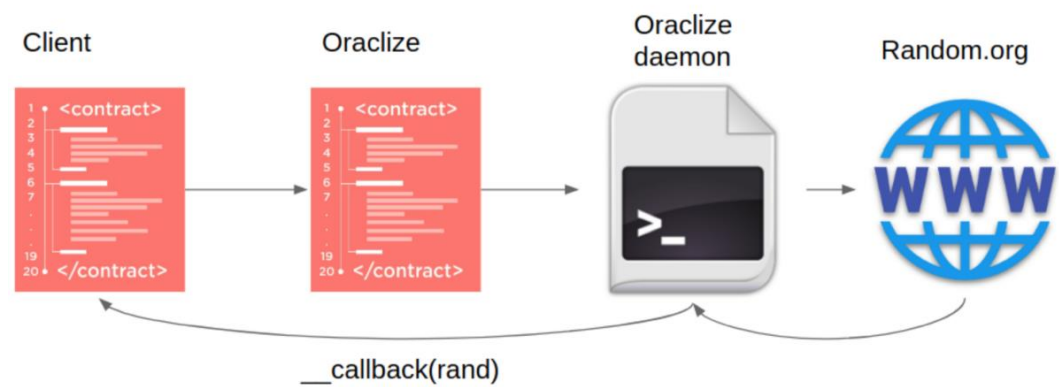 Client
Oraclize
Oraclize
daemon
Random.org
1 <contract>
2
3
4
5
6
7
.
.
.
19
20 </contract>
1 <contract>
2
3
4
5
6
7
.
.
.
19
20 </contract>
>_
WWW
__callback(rand)